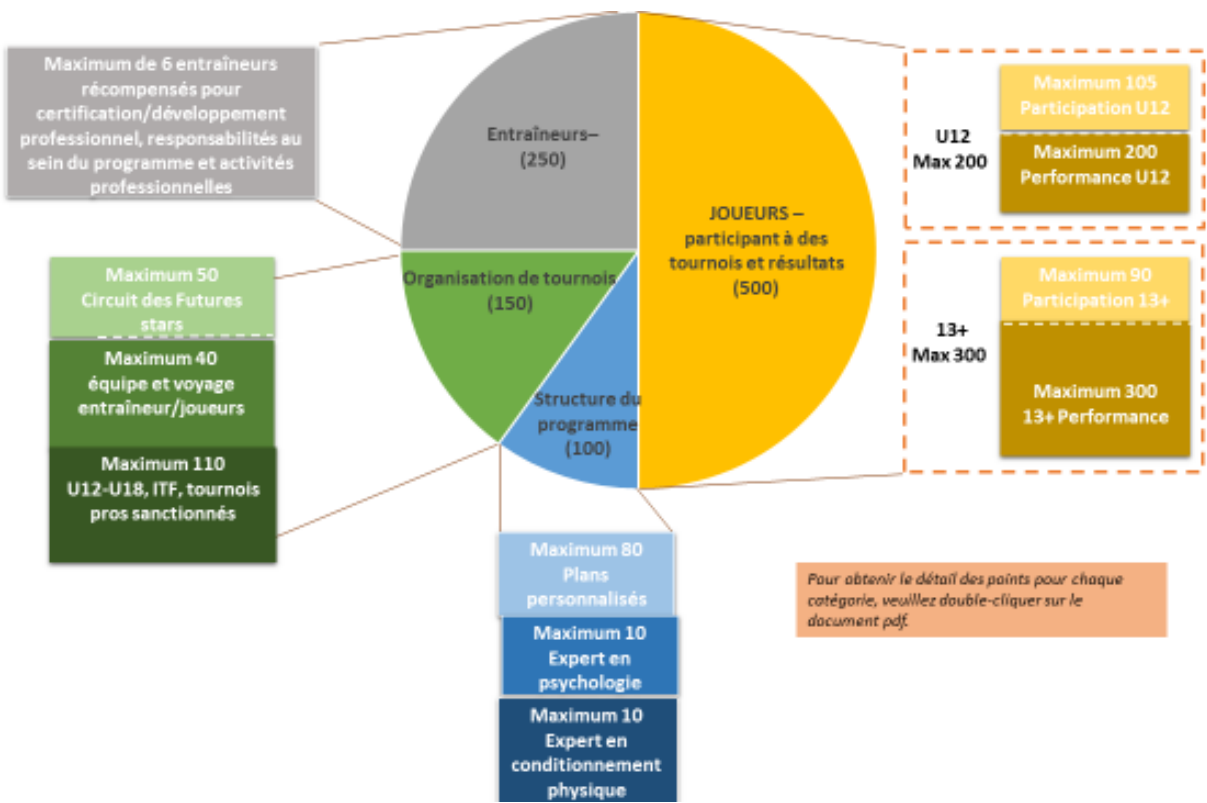 Maximum de 6 entraîneurs
récompensés pour
certification/développement
professionnel, responsabilités au
sein du programme et activités
professionnelles
Entraîneurs–
(250)
JOUEURS –
participant à des
tournois et résultats
(500)
Organisation de tournois
(150)
Structure du
programme
(100)
U12
Max 200
Maximum 105
Participation U12
Maximum 200
Performance U12
13+
Max 300
Maximum 90
Participation 13+
Maximum 300
13+ Performance
Maximum 50
Circuit des Futures
stars
Maximum 40
équipe et voyage
entraîneur/joueurs
Maximum 110
U12-U18, ITF, tournois
pros sanctionnés
Maximum 80
Plans
personnalisés
Maximum 10
Expert en
psychologie
Maximum 10
Expert en
conditionnement
physique
Pour obtenir le détail des points pour chaque
catégorie, veuillez double-cliquer sur le
document pdf.